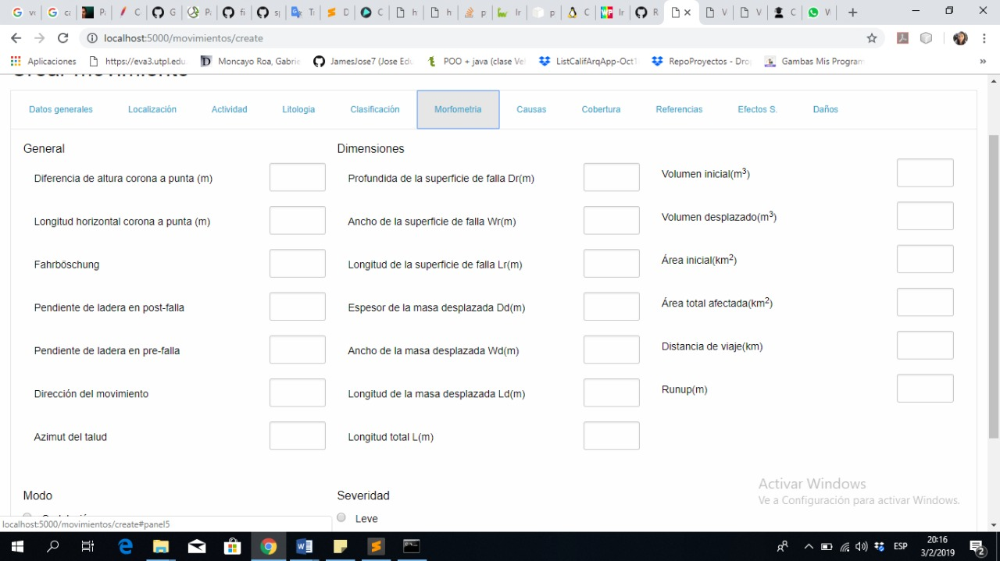 localhost:5000/movimientos/create
Aplicaciones
https://eva3.utpl.edu
Moncayo Roa, Gabrie
JamesJose7 (Jose Edu
POO + java (clase Ve
ListCalifArqApp-Oct1
RepoProyectos - Dro
Gambas Mis Program
Crear movimiento
Datos generales Localización Actividad Litologia Clasificación Morfometria Causas Cobertura Referencias Efectos S. Daños
General
Diferencia de altura corona a punta (m)
Longitud horizontal corona a punta (m)
Fahrböschung
Pendiente de ladera en post-falla
Pendiente de ladera en pre-falla
Dirección del movimiento
Azimut del talud
Dimensiones
Profundida de la superficie de falla Dr(m)
Ancho de la superficie de falla Wr(m)
Longitud de la superficie de falla Lr(m)
Espesor de la masa desplazada Dd(m)
Ancho de la masa desplazada Wd(m)
Longitud de la masa desplazada Ld(m)
Longitud total L(m)
Volumen inicial(m³)
Volumen desplazado(m³)
Área inicial(km²)
Área total afectada(km²)
Distancia de viaje(km)
Runup(m)
Modo
Severidad
Leve
Activar Windows
Ve a Configuración para activar Windows.
localhost:5000/movimientos/create#panel5
ESP
20:16
3/2/2019
2